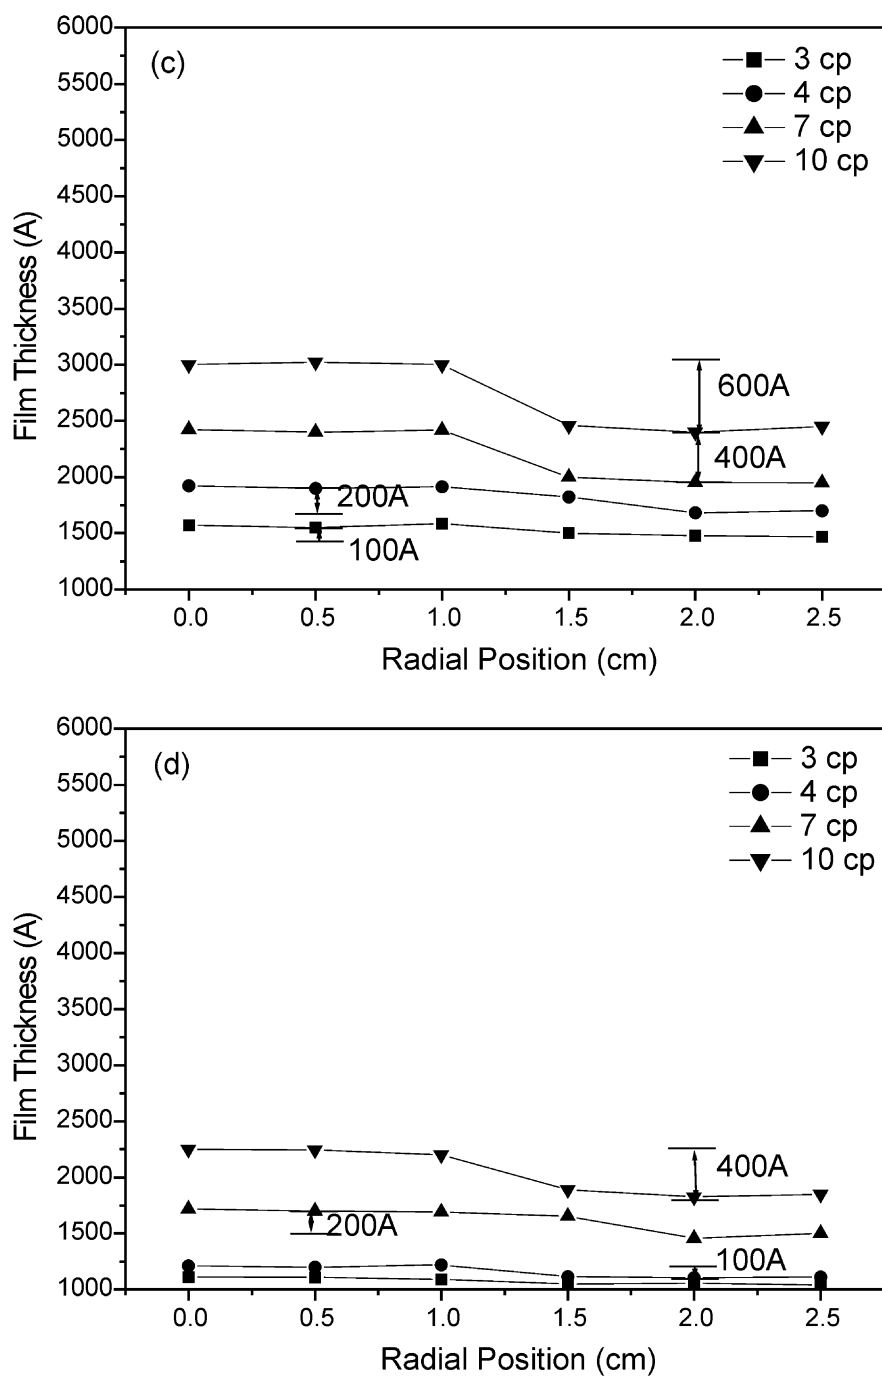 (c)
3 cp
4 cp
7 cp
10 cp
Film Thickness (A)
6000
5500
5000
4500
4000
3500
3000
2500
2000
1500
1000
600A
400A
200A
100A
0.0 0.5 1.0 1.5 2.0 2.5
Radial Position (cm)
(d)
3 cp
4 cp
7 cp
10 cp
Film Thickness (A)
6000
5500
5000
4500
4000
3500
3000
2500
2000
1500
1000
400A
200A
100A
0.0 0.5 1.0 1.5 2.0 2.5
Radial Position (cm)